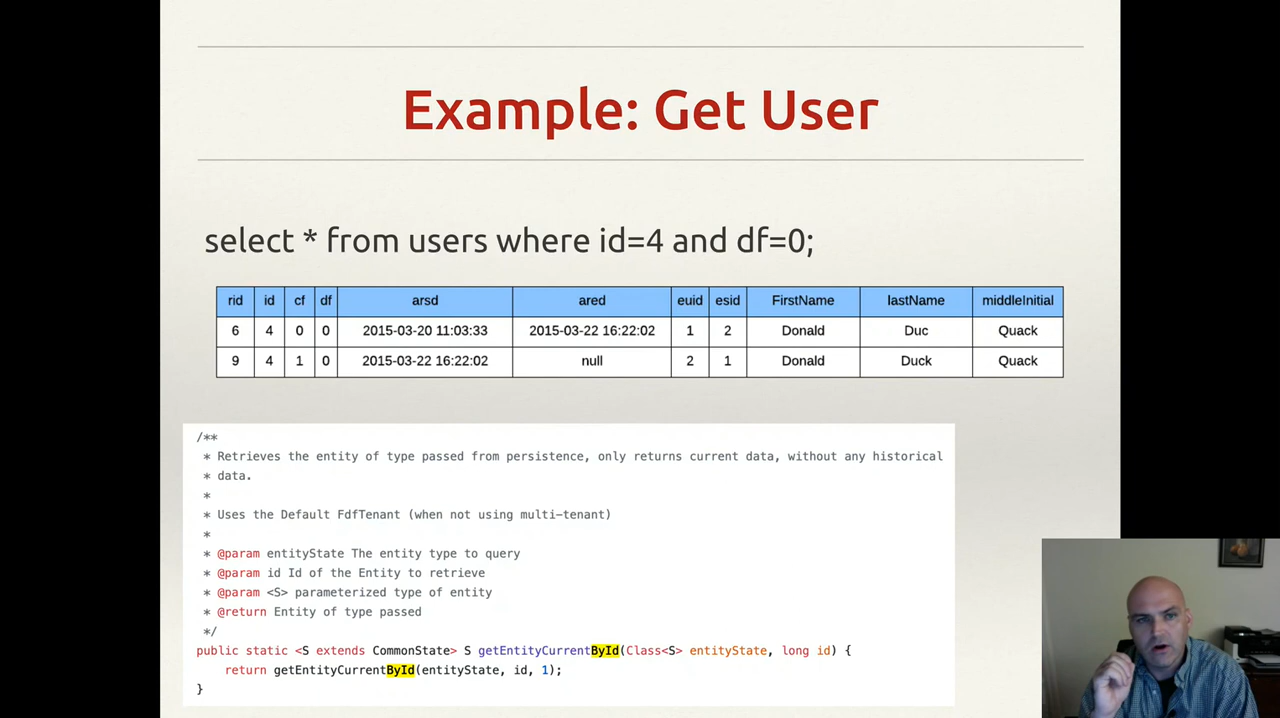 Example: Get User
select * from users where id=4 and df=0;
rid id cf df arsd ared euid esid FirstName lastName middleInitial
6 4 0 0 2015-03-20 11:03:33 2015-03-22 16:22:02 1 2 Donald Duc Quack
9 4 1 0 2015-03-22 16:22:02 null 2 1 Donald Duck Quack
/**
* Retrieves the entity of type passed from persistence, only returns current data, without any historical
* data.
*
* Uses the Default FdfTenant (when not using multi-tenant)
*
* @param entityState The entity type to query
* @param id Id of the Entity to retrieve
* @param <S> parameterized type of entity
* @return Entity of type passed
*/
public static <S extends CommonState> S getEntityCurrentById(Class<S> entityState, long id) {
return getEntityCurrentById(entityState, id, 1);
}